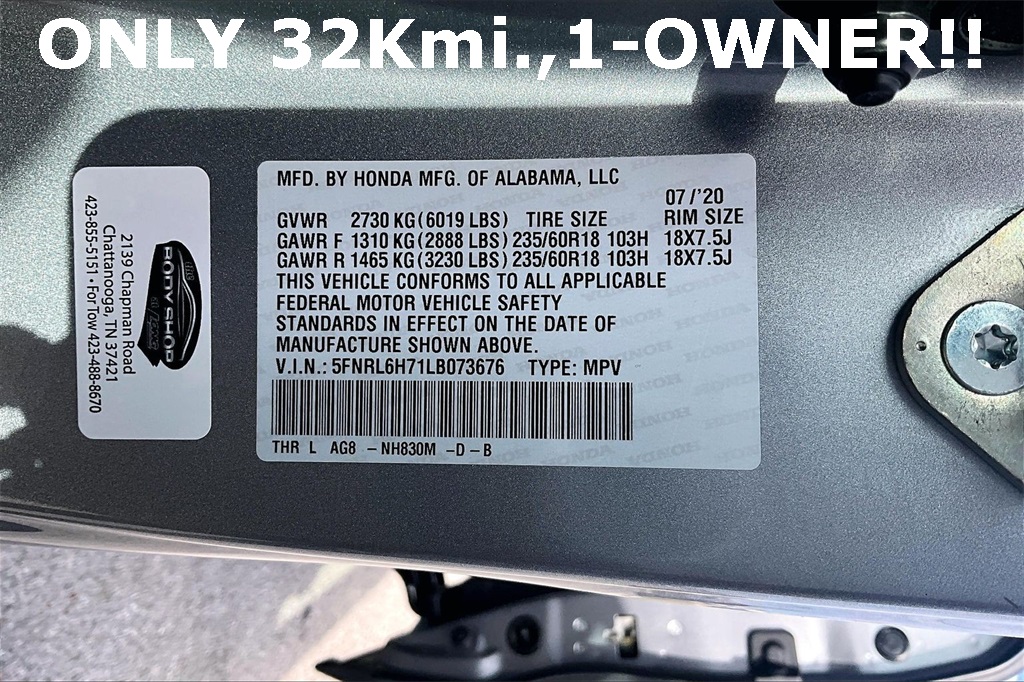 ONLY 32Kmi.,1-OWNER!!
MFD. BY HONDA MFG. OF ALABAMA, LLC
07/'20
GVWR 2730 KG(6019 LBS) TIRE SIZE RIM SIZE
GAWR F 1310 KG(2888 LBS) 235/60R18 103H 18X7.5J
GAWR R 1465 KG(3230 LBS) 235/60R18 103H 18X7.5J
THIS VEHICLE CONFORMS TO ALL APPLICABLE
FEDERAL MOTOR VEHICLE SAFETY
STANDARDS IN EFFECT ON THE DATE OF
MANUFACTURE SHOWN ABOVE.
V.I.N.: 5FNRL6H71LB073676 TYPE: MPV
THR L AG8 -NH830M -D-B
BODY SHOP
2139 Chapman Road
Chattanooga, TN 37421
423-855-5151 • For Tow 423-488-8670